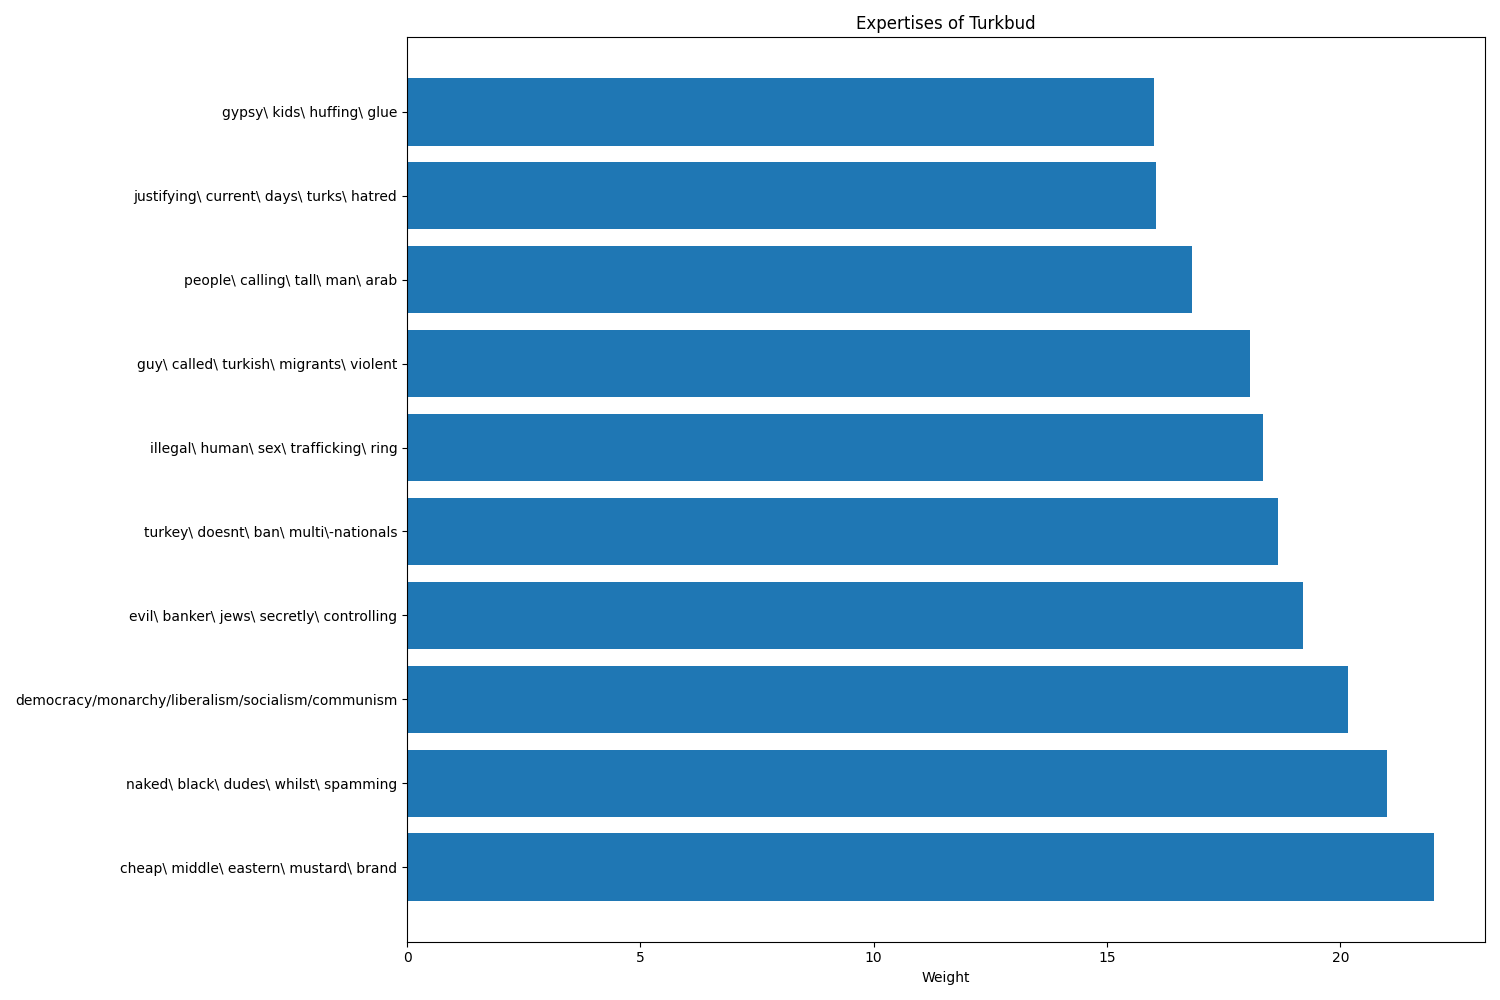 Expertises of Turkbud
gypsy\ kids\ huffing\ glue
justifying\ current\ days\ turks\ hatred
people\ calling\ tall\ man\ arab
guy\ called\ turkish\ migrants\ violent
illegal\ human\ sex\ trafficking\ ring
turkey\ doesnt\ ban\ multi\-nationals
evil\ banker\ jews\ secretly\ controlling
democracy/monarchy/liberalism/socialism/communism
naked\ black\ dudes\ whilst\ spamming
cheap\ middle\ eastern\ mustard\ brand
0 5 10 15 20
Weight